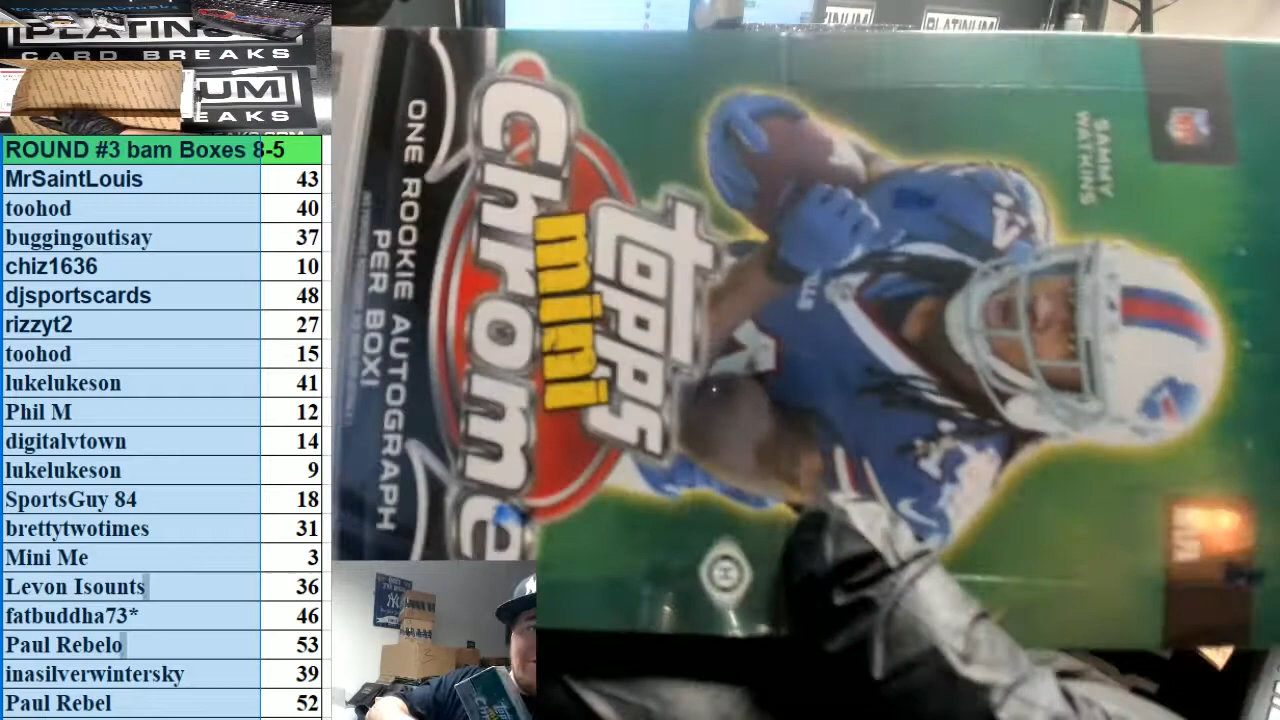 PLATINUM
CARD BREAKS
UM
EAKS
ROUND #3 bam Boxes 8-5
MrSaintLouis 43
toohod 40
buggingoutisay 37
chiz1636 10
djsportscards 48
rizzyt2 27
toohod 15
lukelukeson 41
Phil M 12
digitalvtown 14
lukelukeson 9
SportsGuy 84 18
brettytwotimes 31
Mini Me 3
Levon Isounts 36
fatbuddha73* 46
Paul Rebelo 53
inasilverwintersky 39
Paul Rebel 52
PLATINUM
SAMMY
WATKINS
NFL
topps
mini
chrome
ONE ROOKIE AUTOGRAPH
PER BOX!
H